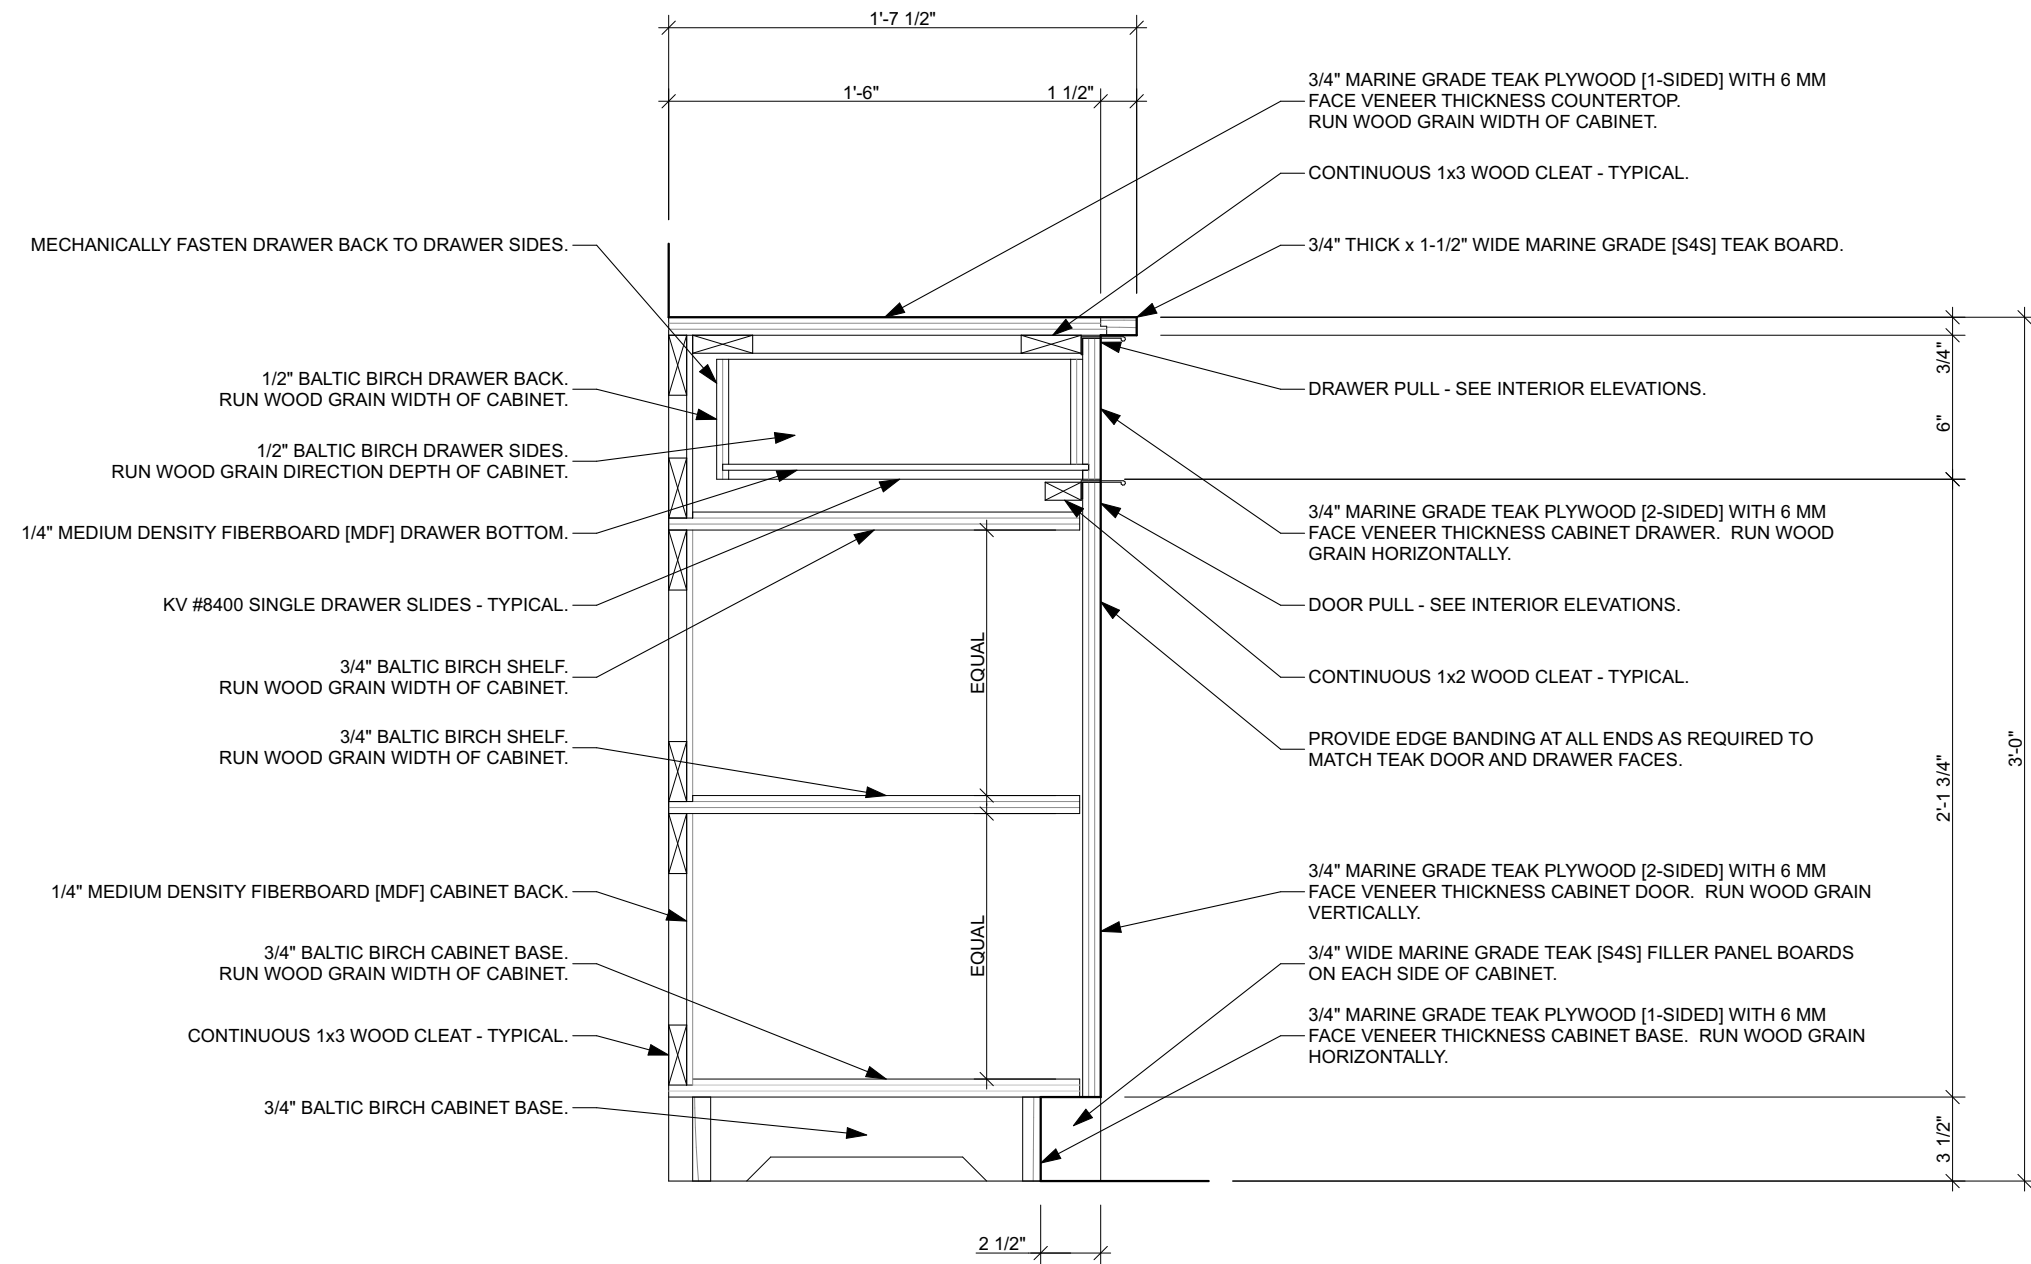 1'-7 1/2"
1'-6"
1 1/2"
MECHANICALLY FASTEN DRAWER BACK TO DRAWER SIDES.
1/2" BALTIC BIRCH DRAWER BACK.
RUN WOOD GRAIN WIDTH OF CABINET.
1/2" BALTIC BIRCH DRAWER SIDES.
RUN WOOD GRAIN DIRECTION DEPTH OF CABINET.
1/4" MEDIUM DENSITY FIBERBOARD [MDF] DRAWER BOTTOM.
KV #8400 SINGLE DRAWER SLIDES - TYPICAL.
3/4" BALTIC BIRCH SHELF.
RUN WOOD GRAIN WIDTH OF CABINET.
3/4" BALTIC BIRCH SHELF.
RUN WOOD GRAIN WIDTH OF CABINET.
1/4" MEDIUM DENSITY FIBERBOARD [MDF] CABINET BACK.
3/4" BALTIC BIRCH CABINET BASE.
RUN WOOD GRAIN WIDTH OF CABINET.
CONTINUOUS 1x3 WOOD CLEAT - TYPICAL.
3/4" BALTIC BIRCH CABINET BASE.
EQUAL
EQUAL
2 1/2"
3/4" MARINE GRADE TEAK PLYWOOD [1-SIDED] WITH 6 MM
FACE VENEER THICKNESS COUNTERTOP.
RUN WOOD GRAIN WIDTH OF CABINET.
CONTINUOUS 1x3 WOOD CLEAT - TYPICAL.
3/4" THICK x 1-1/2" WIDE MARINE GRADE [S4S] TEAK BOARD.
DRAWER PULL - SEE INTERIOR ELEVATIONS.
3/4" MARINE GRADE TEAK PLYWOOD [2-SIDED] WITH 6 MM
FACE VENEER THICKNESS CABINET DRAWER.  RUN WOOD
GRAIN HORIZONTALLY.
DOOR PULL - SEE INTERIOR ELEVATIONS.
CONTINUOUS 1x2 WOOD CLEAT - TYPICAL.
PROVIDE EDGE BANDING AT ALL ENDS AS REQUIRED TO
MATCH TEAK DOOR AND DRAWER FACES.
3/4" MARINE GRADE TEAK PLYWOOD [2-SIDED] WITH 6 MM
FACE VENEER THICKNESS CABINET DOOR.  RUN WOOD GRAIN
VERTICALLY.
3/4" WIDE MARINE GRADE TEAK [S4S] FILLER PANEL BOARDS
ON EACH SIDE OF CABINET.
3/4" MARINE GRADE TEAK PLYWOOD [1-SIDED] WITH 6 MM
FACE VENEER THICKNESS CABINET BASE.  RUN WOOD GRAIN
HORIZONTALLY.
3/4"
6"
2'-1 3/4"
3 1/2"
3'-0"